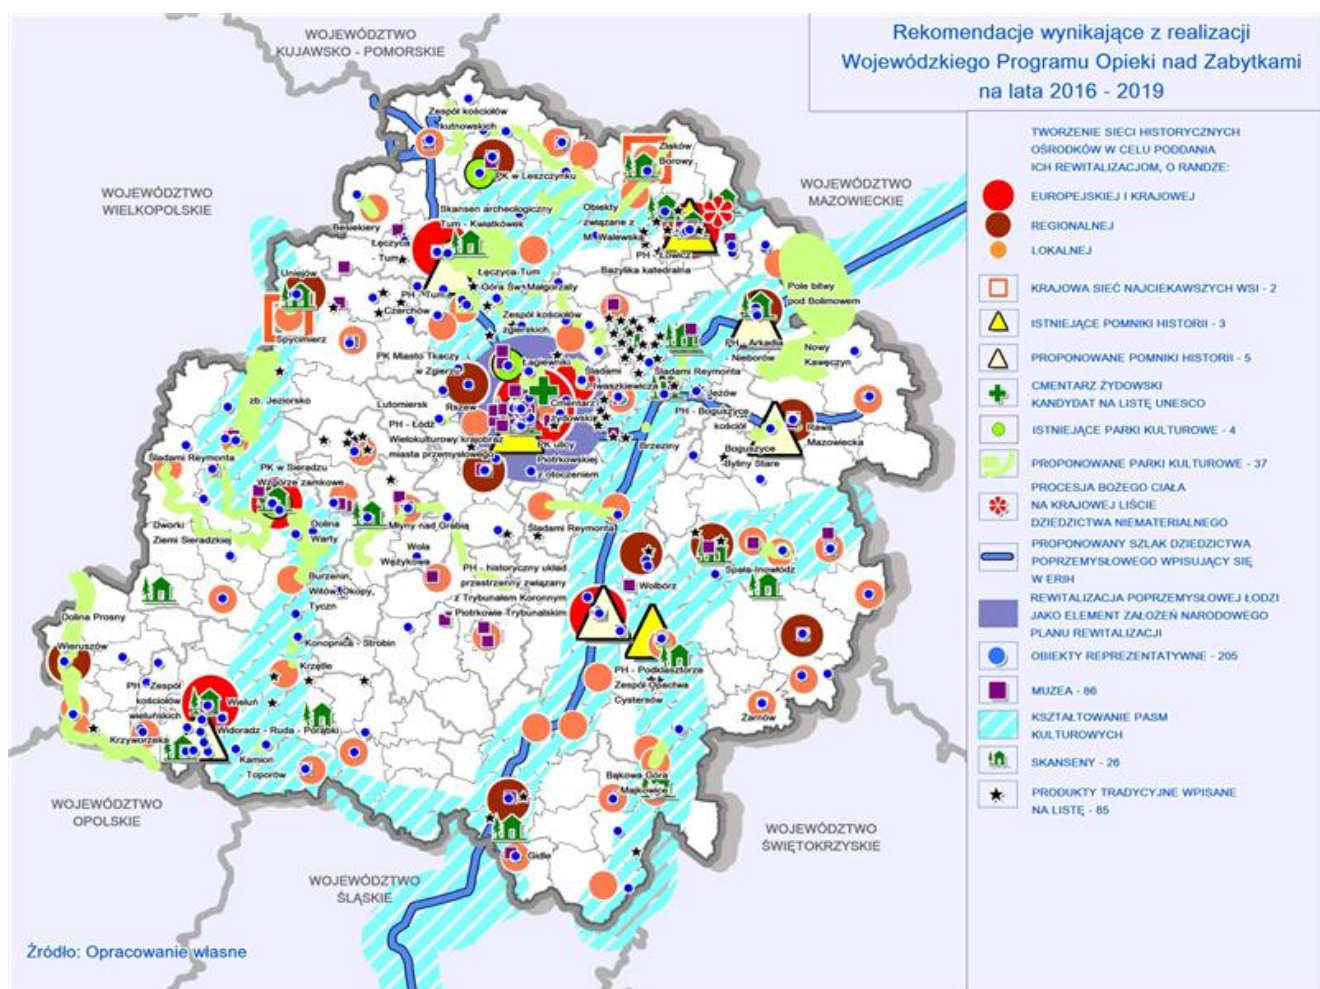 Rekomendacje wynikające z realizacji
Wojewódzkiego Programu Opieki nad Zabytkami
na lata 2016 - 2019
TWORZENIE SIECI HISTORYCZNYCH
OŚRODKÓW W CELU PODDANIA
ICH REWITALIZACJOM, O RANDZE:
EUROPEJSKIEJ I KRAJOWEJ
REGIONALNEJ
LOKALNEJ
KRAJOWA SIEĆ NAJCIEKAWSZYCH WSI - 2
ISTNIEJĄCE POMNIKI HISTORII - 3
PROPONOWANE POMNIKI HISTORII - 5
CMENTARZ ŻYDOWSKI
KANDYDAT NA LISTĘ UNESCO
ISTNIEJĄCE PARKI KULTUROWE - 4
PROPONOWANE PARKI KULTUROWE - 37
PROCESJA BOŻEGO CIAŁA
NA KRAJOWEJ LIŚCIE
DZIEDZICTWA NIEMATERIALNEGO
PROPONOWANY SZLAK DZIEDZICTWA
POPRZEMYSŁOWEGO WPISUJĄCY SIĘ
W ERIH
REWITALIZACJA POPRZEMYSŁOWEJ ŁODZI
JAKO ELEMENT ZAŁOŻEŃ NARODOWEGO
PLANU REWITALIZACJI
OBIEKTY REPREZENTATYWNE - 205
MUZEA - 86
KSZTAŁTOWANIE PASM
KULTUROWYCH
SKANSENY - 26
PRODUKTY TRADYCYJNE WPISANE
NA LISTĘ - 85
WOJEWÓDZTWO
KUJAWSKO - POMORSKIE
WOJEWÓDZTWO
WIELKOPOLSKIE
WOJEWÓDZTWO
MAZOWIECKIE
WOJEWÓDZTWO
OPOLSKIE
WOJEWÓDZTWO
ŚLĄSKIE
WOJEWÓDZTWO
ŚWIĘTOKRZYSKIE
Zespół kościołów
kutnowskich
PK w Leszczynku
Złaków
Borowy
Skansen archeologiczny
Tum - Kwiatkówek
Obiekty
związane z
M. Walewską
Besiekiery
Łęczyca
- Tum
PH - Łowicz
Bazylika katedralna
Łęczyca-Tum
- Góra Św. Małgorzaty
PH - Tum
Uniejów
Czerchów
Zespół kościołów
zgierskich
Pole bitwy
pod Bolimowem
Spycimierz
PK Miasto Tkaczy
w Zgierzu
Łagiewniki
Śladami
Iwaszkiewicza
Śladami Reymonta
PH - Arkadia
- Nieborów
Nowy
Kawęczyn
zb. Jeziorsko
Lutomiersk
Rszew
Cmentarz
żydowski
Jeżów
PH - Łódź
Wielokulturowy krajobraz
miasta przemysłowego
PK ulicy
Piotrkowskiej
z otoczeniem
Brzeziny
PH - Boguszyce
kościół
Boguszyce
Byliny Stare
Rawa
Mazowiecka
Śladami Reymonta
PK w Sieradzu
Wzgórze zamkowe
Dworki
Ziemi Sieradzkiej
Dolina
Warty
Młyny nad Grabią
Śladami Reymonta
Wola
Wężykowa
PH - historyczny układ
przestrzenny związany
z Trybunałem Koronnym
w Piotrkowie Trybunalskim
Wolbórz
Spała-Inowłódz
Burzenin,
Witów, Okopy,
Tyczn
Dolina Prosny
Wieruszów
Konopnica - Strobin
Krzętle
PH - Podklasztorze
Zespół Opactwa
Cystersów
PH - Zespół
kościołów
wieluńskich
Wieluń
Widoradz - Ruda - Porąbki
Krzyworzeka
Kamion
- Toporów
Żarnów
Bąkowa Góra
Majkowice
Gidle
Źródło: Opracowanie własne